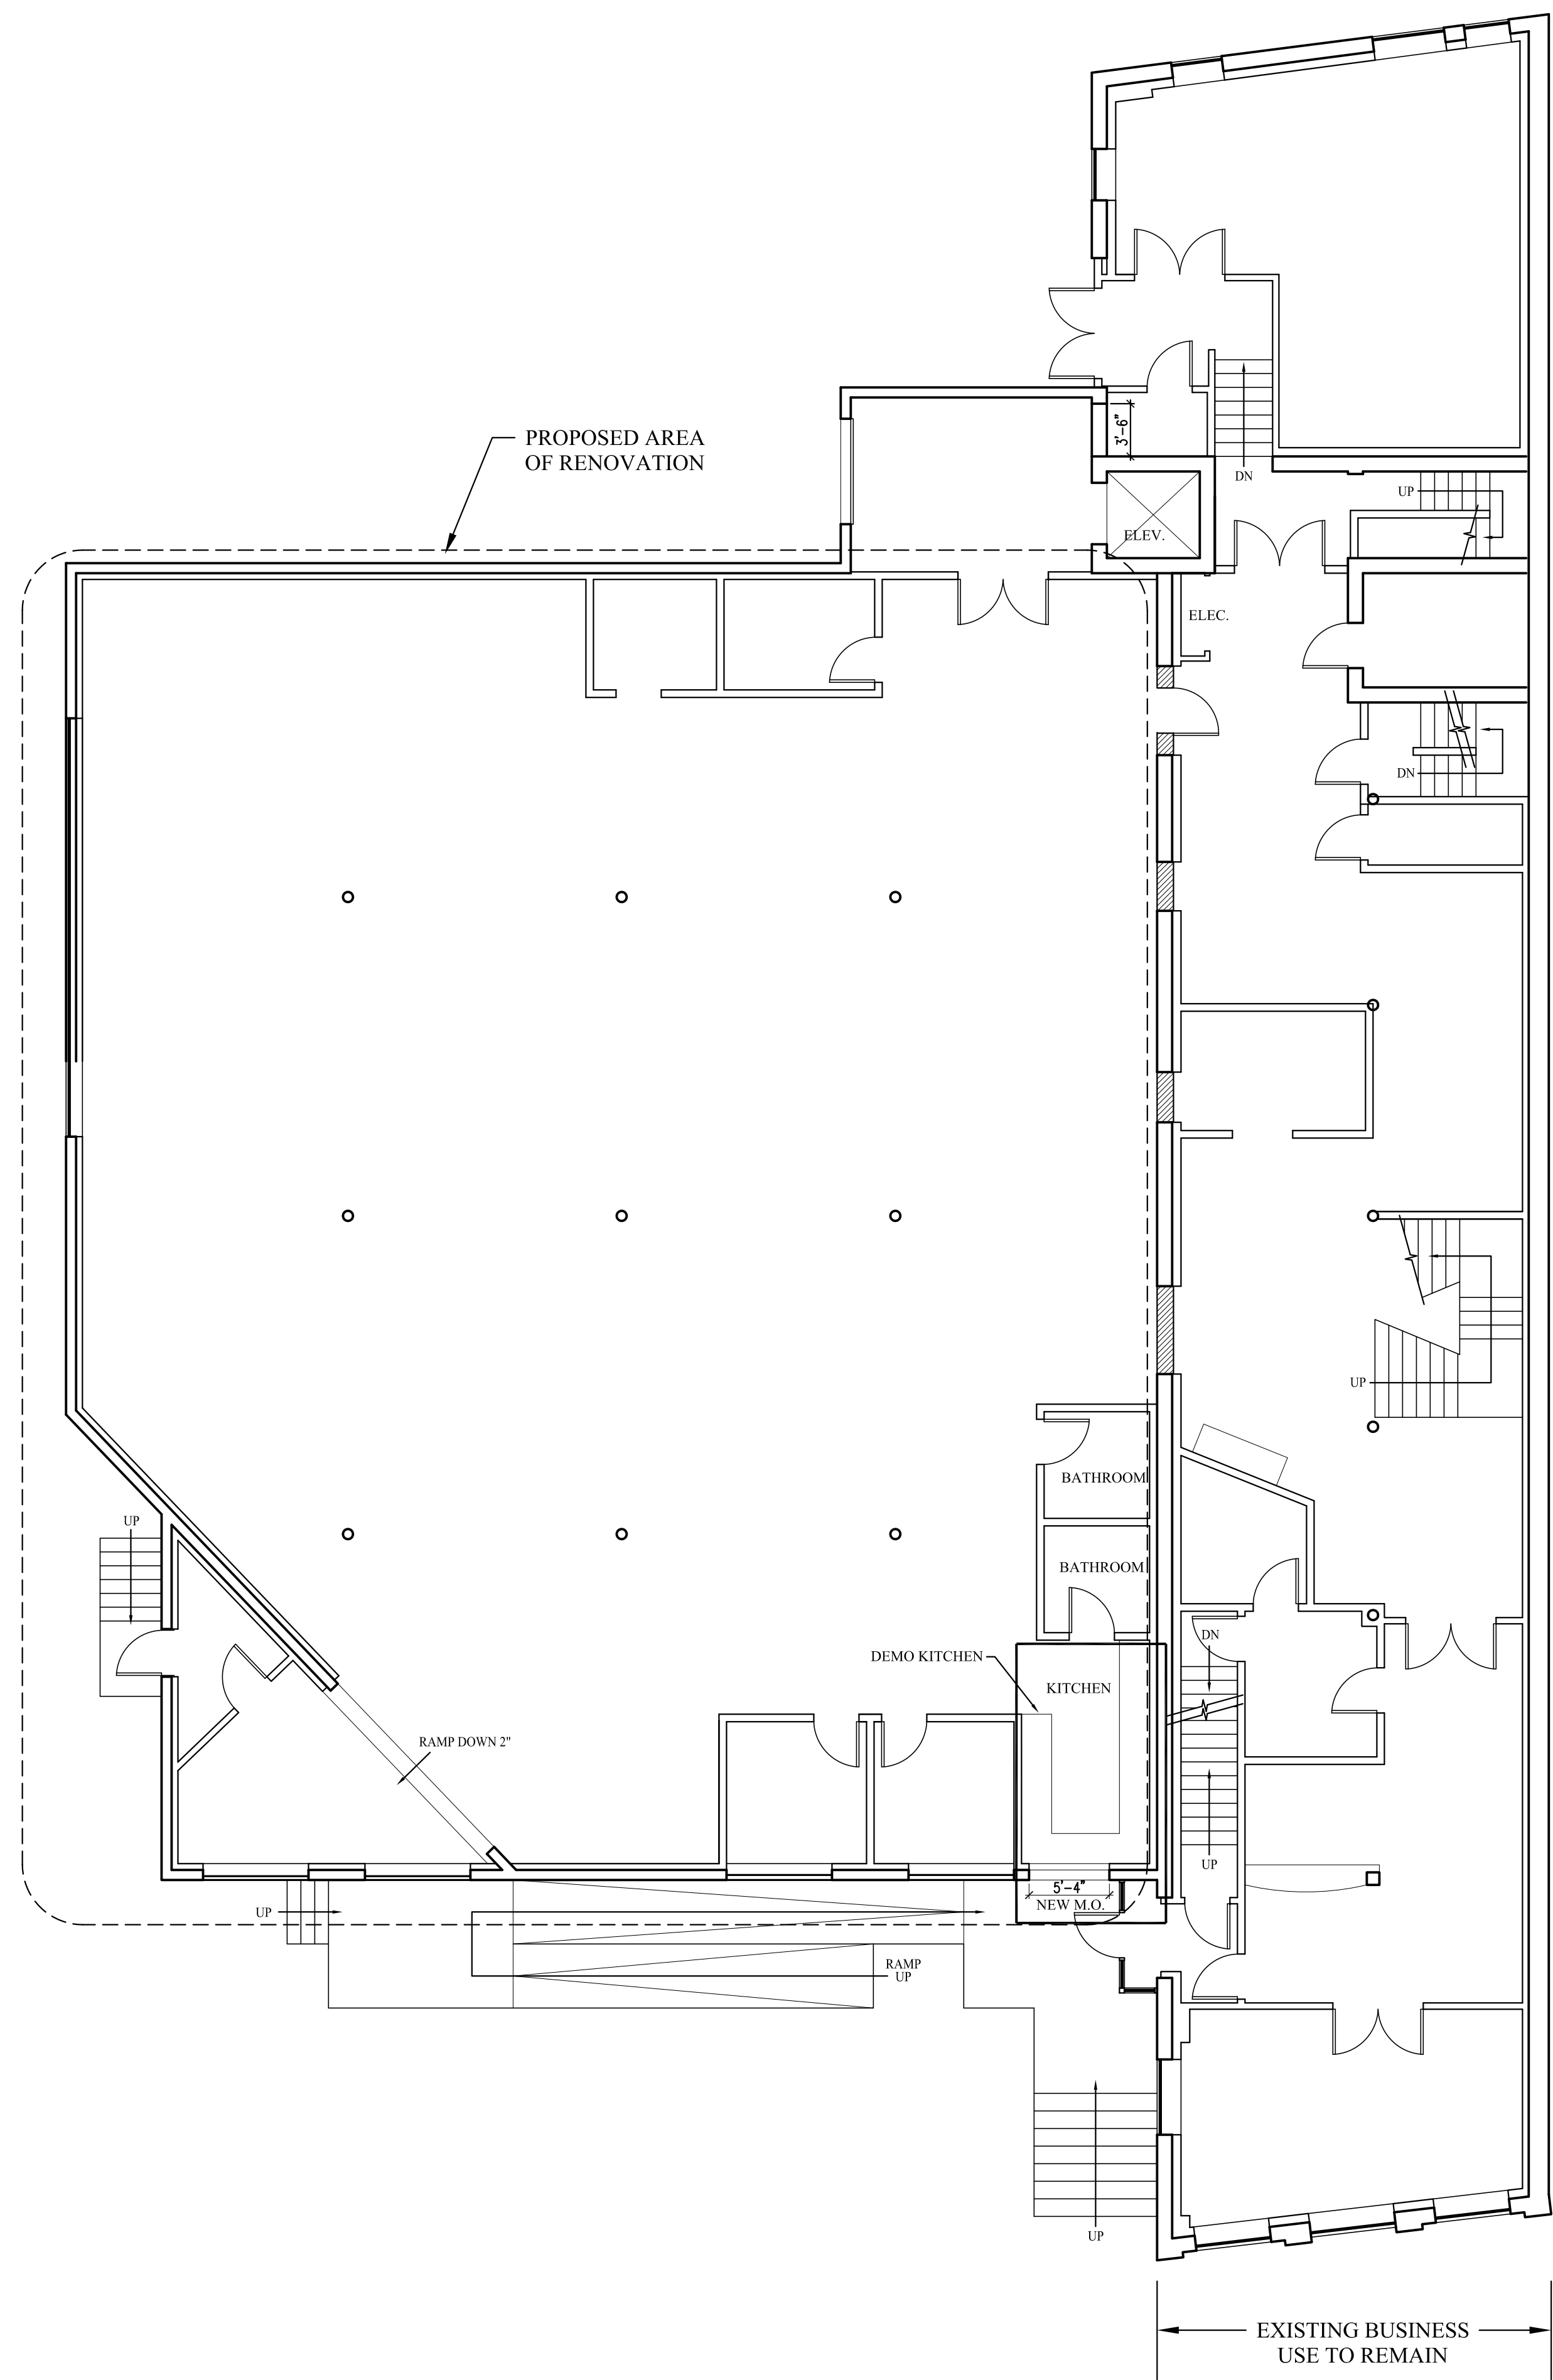 PROPOSED AREA
OF RENOVATION
3'-6"
DN
UP
ELEV.
ELEC.
DN
UP
BATHROOM
UP
BATHROOM
DN
DEMO KITCHEN
KITCHEN
RAMP DOWN 2"
UP
5'-4"
NEW M.O.
UP
RAMP
UP
UP
EXISTING BUSINESS
USE TO REMAIN